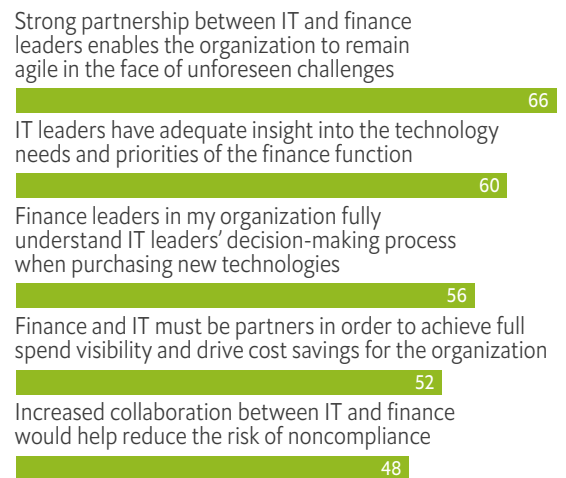 Strong partnership between IT and finance
leaders enables the organization to remain
agile in the face of unforeseen challenges
66
IT leaders have adequate insight into the technology
needs and priorities of the finance function
60
Finance leaders in my organization fully
understand IT leaders’ decision-making process
when purchasing new technologies
56
Finance and IT must be partners in order to achieve full
spend visibility and drive cost savings for the organization
52
Increased collaboration between IT and finance
would help reduce the risk of noncompliance
48